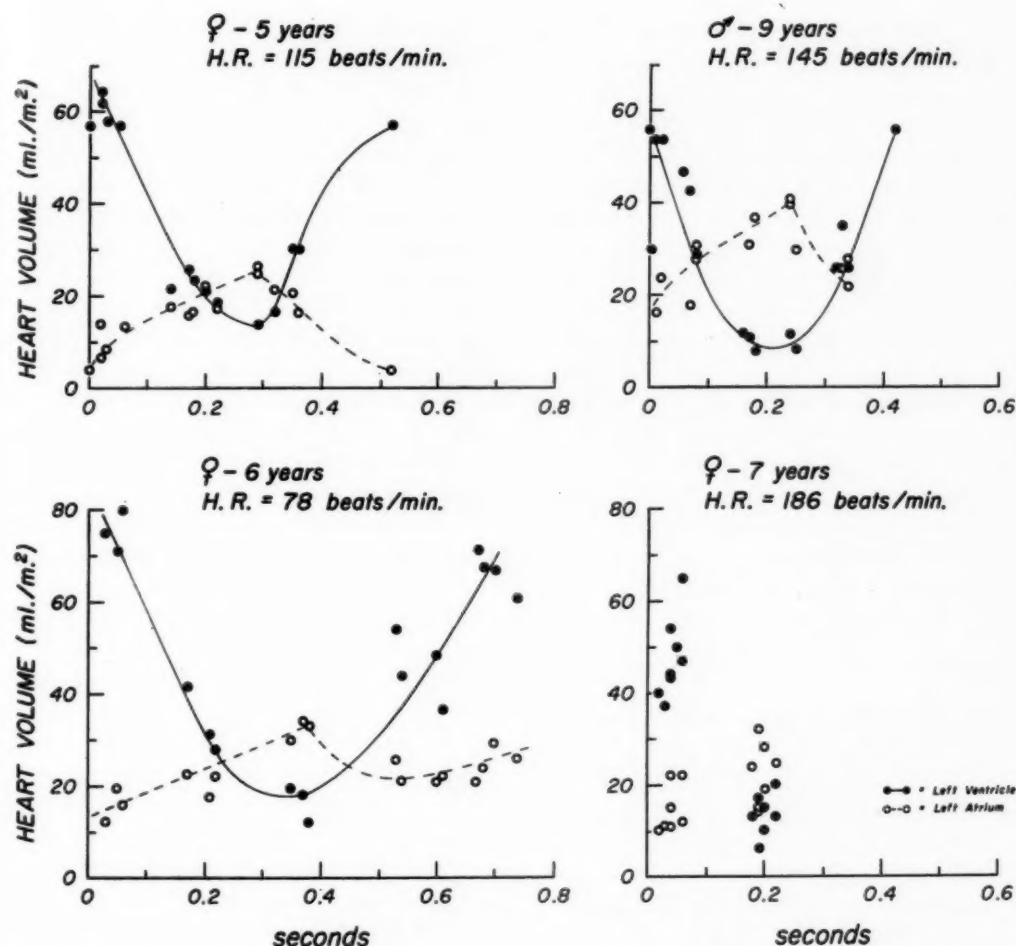 ♀ – 5 years
H.R. = 115 beats/min.
♂ – 9 years
H.R. = 145 beats/min.
HEART VOLUME (ml./m.²)
60
40
20
0
0 0.2 0.4 0.6 0.8
60
40
20
0
0 0.2 0.4 0.6
♀ – 6 years
H.R. = 78 beats/min.
♀ – 7 years
H.R. = 186 beats/min.
HEART VOLUME (ml./m.²)
80
60
40
20
0
0 0.2 0.4 0.6 0.8
seconds
80
60
40
20
0
0 0.2 0.4 0.6
seconds
●—● = Left Ventricle
○--○ = Left Atrium